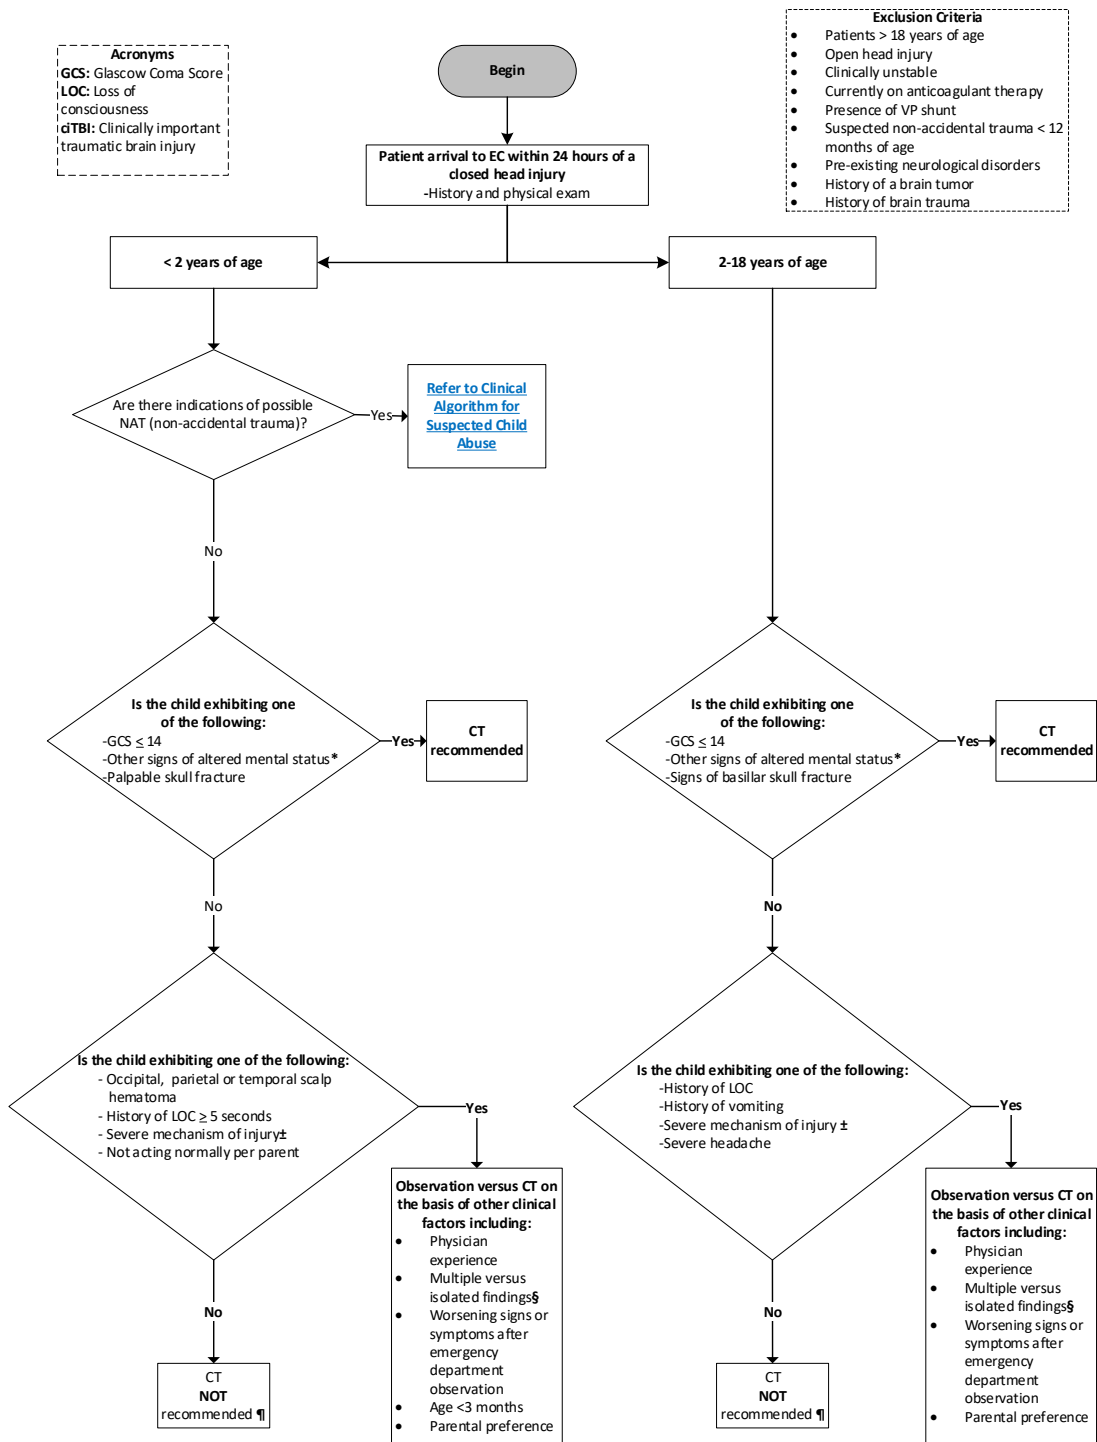 Acronyms
GCS: Glascow Coma Score
LOC: Loss of
consciousness
ciTBI: Clinically important
traumatic brain injury
Begin
Exclusion Criteria
• Patients > 18 years of age
• Open head injury
• Clinically unstable
• Currently on anticoagulant therapy
• Presence of VP shunt
• Suspected non-accidental trauma < 12
months of age
• Pre-existing neurological disorders
• History of a brain tumor
• History of brain trauma
Patient arrival to EC within 24 hours of a
closed head injury
-History and physical exam
< 2 years of age
2-18 years of age
Are there indications of possible
NAT (non-accidental trauma)?
Yes
Refer to Clinical
Algorithm for
Suspected Child
Abuse
No
Is the child exhibiting one
of the following:
-GCS ≤ 14
-Other signs of altered mental status*
-Palpable skull fracture
Yes
CT
recommended
Is the child exhibiting one
of the following:
-GCS ≤ 14
-Other signs of altered mental status*
-Signs of basillar skull fracture
Yes
CT
recommended
No
No
Is the child exhibiting one of the following:
- Occipital, parietal or temporal scalp
hematoma
- History of LOC ≥ 5 seconds
- Severe mechanism of injury±
- Not acting normally per parent
Yes
Is the child exhibiting one of the following:
-History of LOC
-History of vomiting
-Severe mechanism of injury ±
-Severe headache
Yes
Observation versus CT on
the basis of other clinical
factors including:
• Physician
experience
• Multiple versus
isolated findings§
• Worsening signs or
symptoms after
emergency
department
observation
• Age <3 months
• Parental preference
Observation versus CT on
the basis of other clinical
factors including:
• Physician
experience
• Multiple versus
isolated findings§
• Worsening signs or
symptoms after
emergency
department
observation
• Parental preference
No
CT
NOT
recommended ¶
No
CT
NOT
recommended ¶